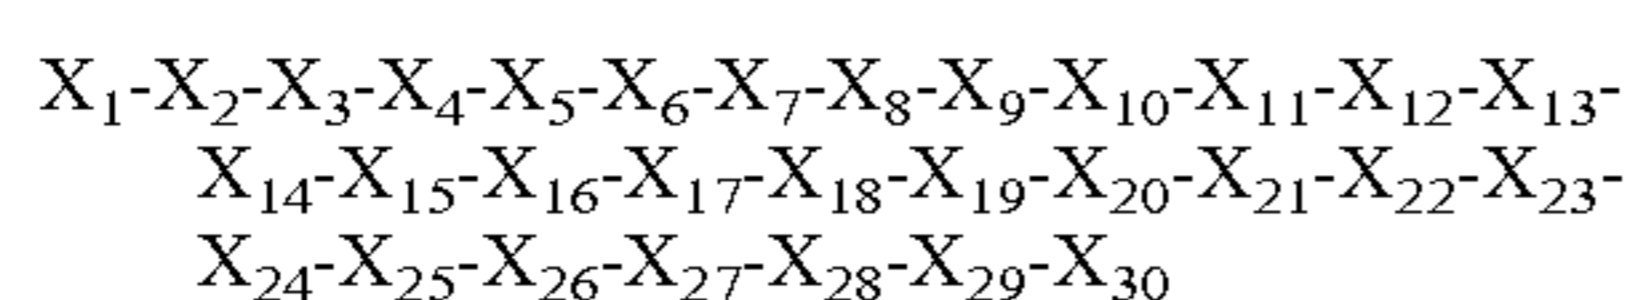 X₁-X₂-X₃-X₄-X₅-X₆-X₇-X₈-X₉-X₁₀-X₁₁-X₁₂-X₁₃-
X₁₄-X₁₅-X₁₆-X₁₇-X₁₈-X₁₉-X₂₀-X₂₁-X₂₂-X₂₃-
X₂₄-X₂₅-X₂₆-X₂₇-X₂₈-X₂₉-X₃₀